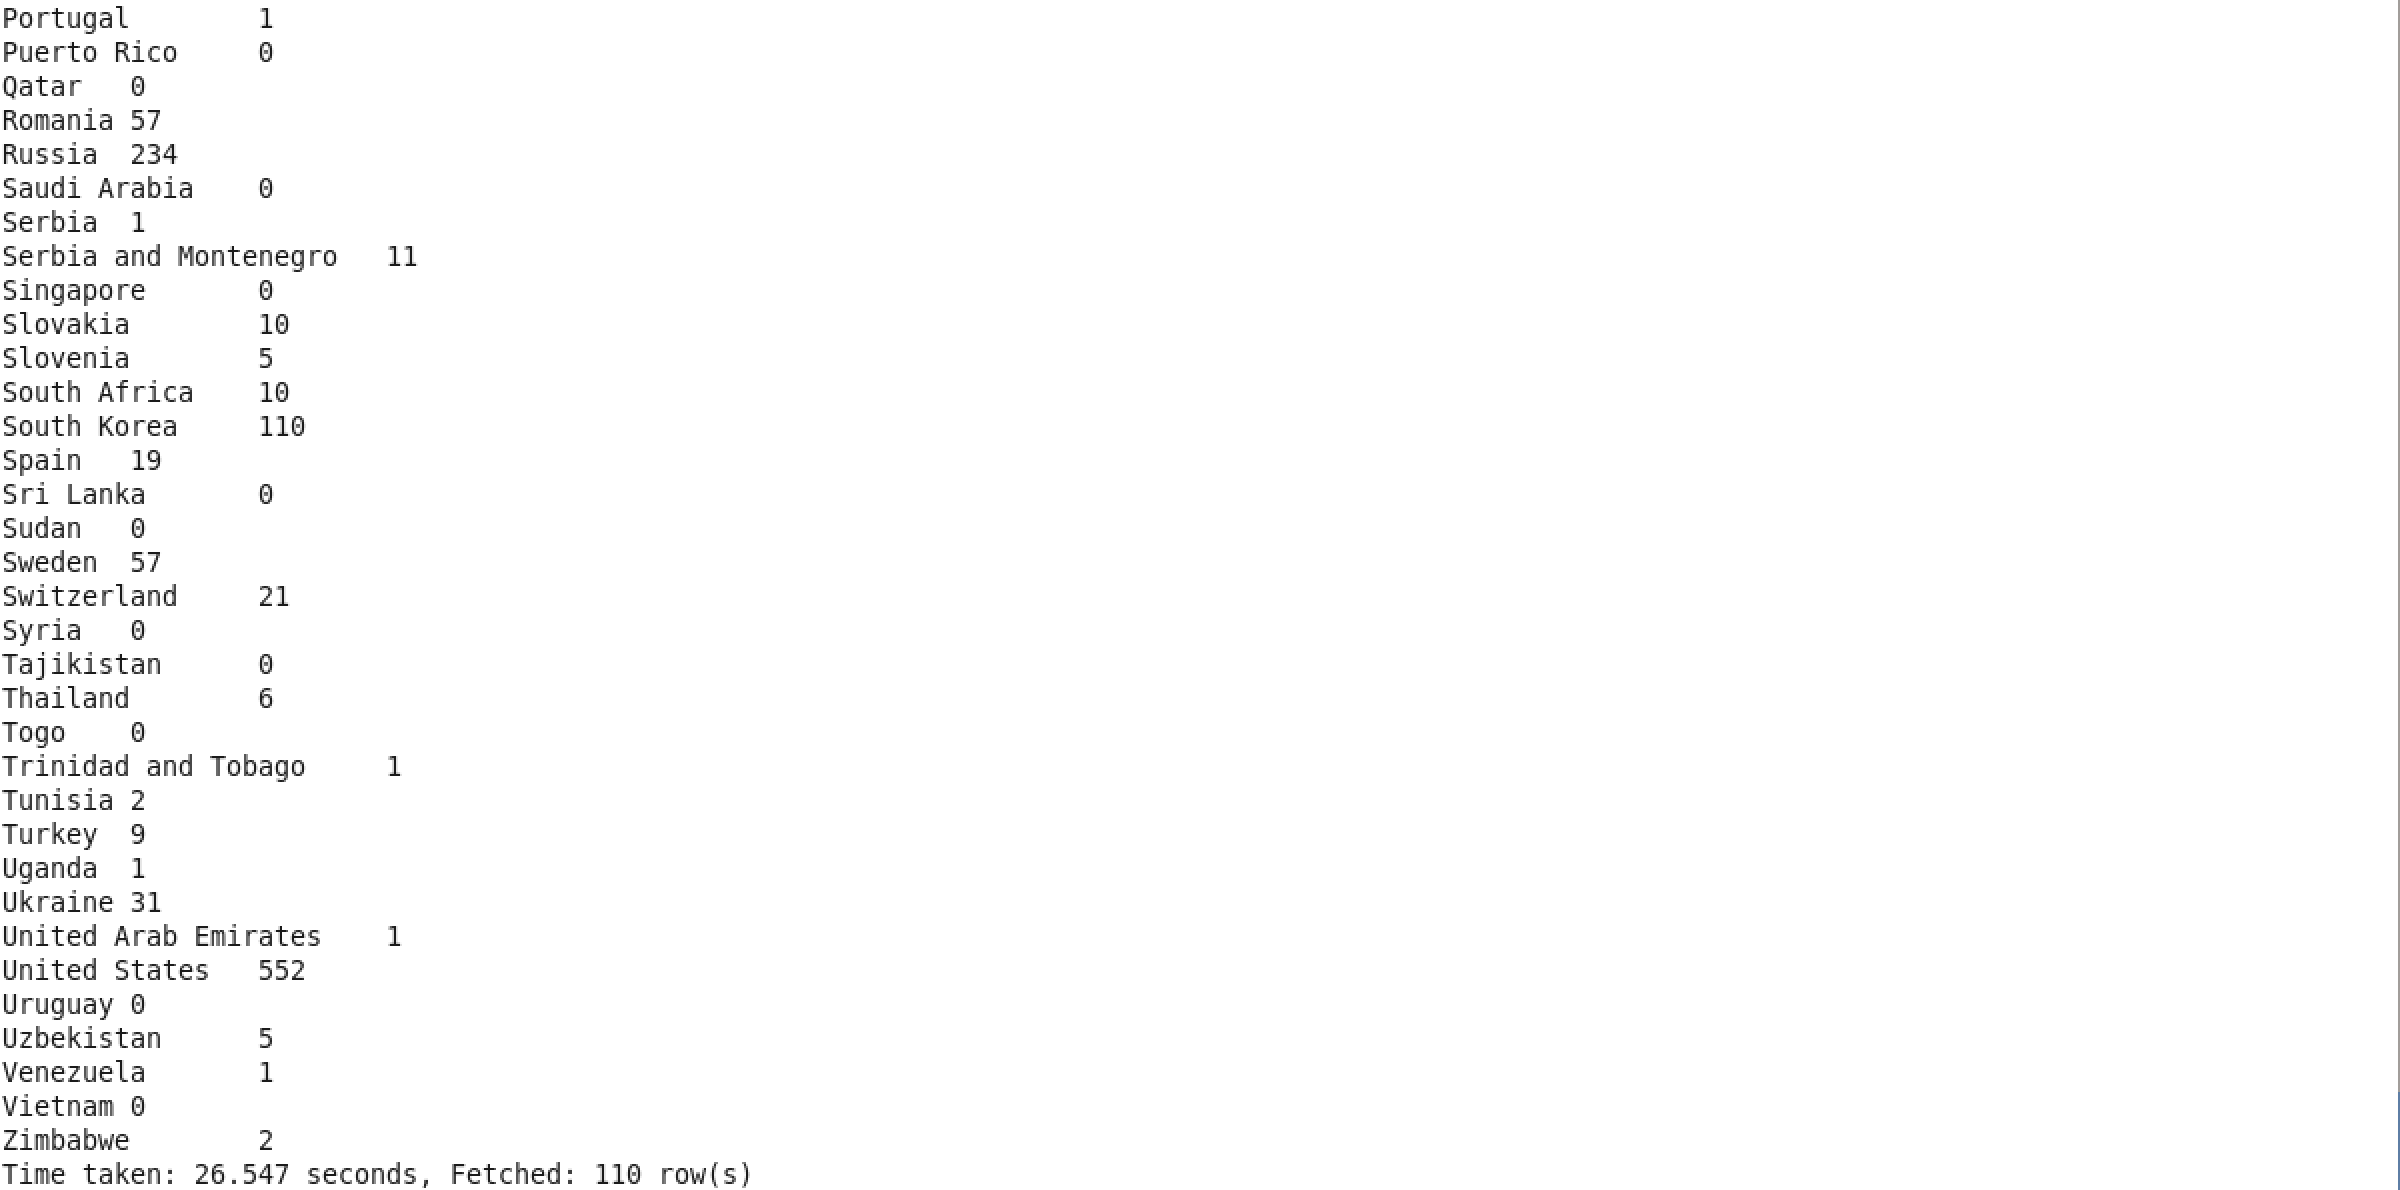 Portugal	1
Puerto Rico	0
Qatar	0
Romania	57
Russia	234
Saudi Arabia	0
Serbia	1
Serbia and Montenegro	11
Singapore	0
Slovakia	10
Slovenia	5
South Africa	10
South Korea	110
Spain	19
Sri Lanka	0
Sudan	0
Sweden	57
Switzerland	21
Syria	0
Tajikistan	0
Thailand	6
Togo	0
Trinidad and Tobago	1
Tunisia	2
Turkey	9
Uganda	1
Ukraine	31
United Arab Emirates	1
United States	552
Uruguay	0
Uzbekistan	5
Venezuela	1
Vietnam	0
Zimbabwe	2
Time taken: 26.547 seconds, Fetched: 110 row(s)